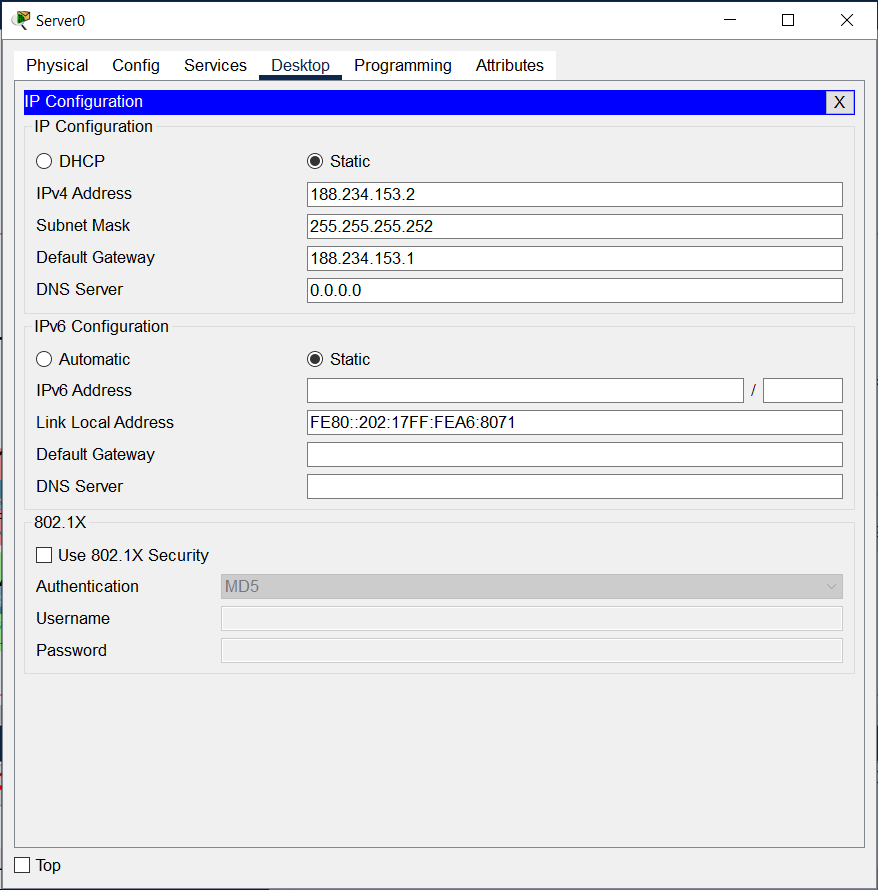 Server0
Physical Config Services Desktop Programming Attributes
IP Configuration X
IP Configuration
DHCP Static
IPv4 Address 188.234.153.2
Subnet Mask 255.255.255.252
Default Gateway 188.234.153.1
DNS Server 0.0.0.0
IPv6 Configuration
Automatic Static
IPv6 Address /
Link Local Address FE80::202:17FF:FEA6:8071
Default Gateway
DNS Server
802.1X
Use 802.1X Security
Authentication MD5
Username
Password
Top